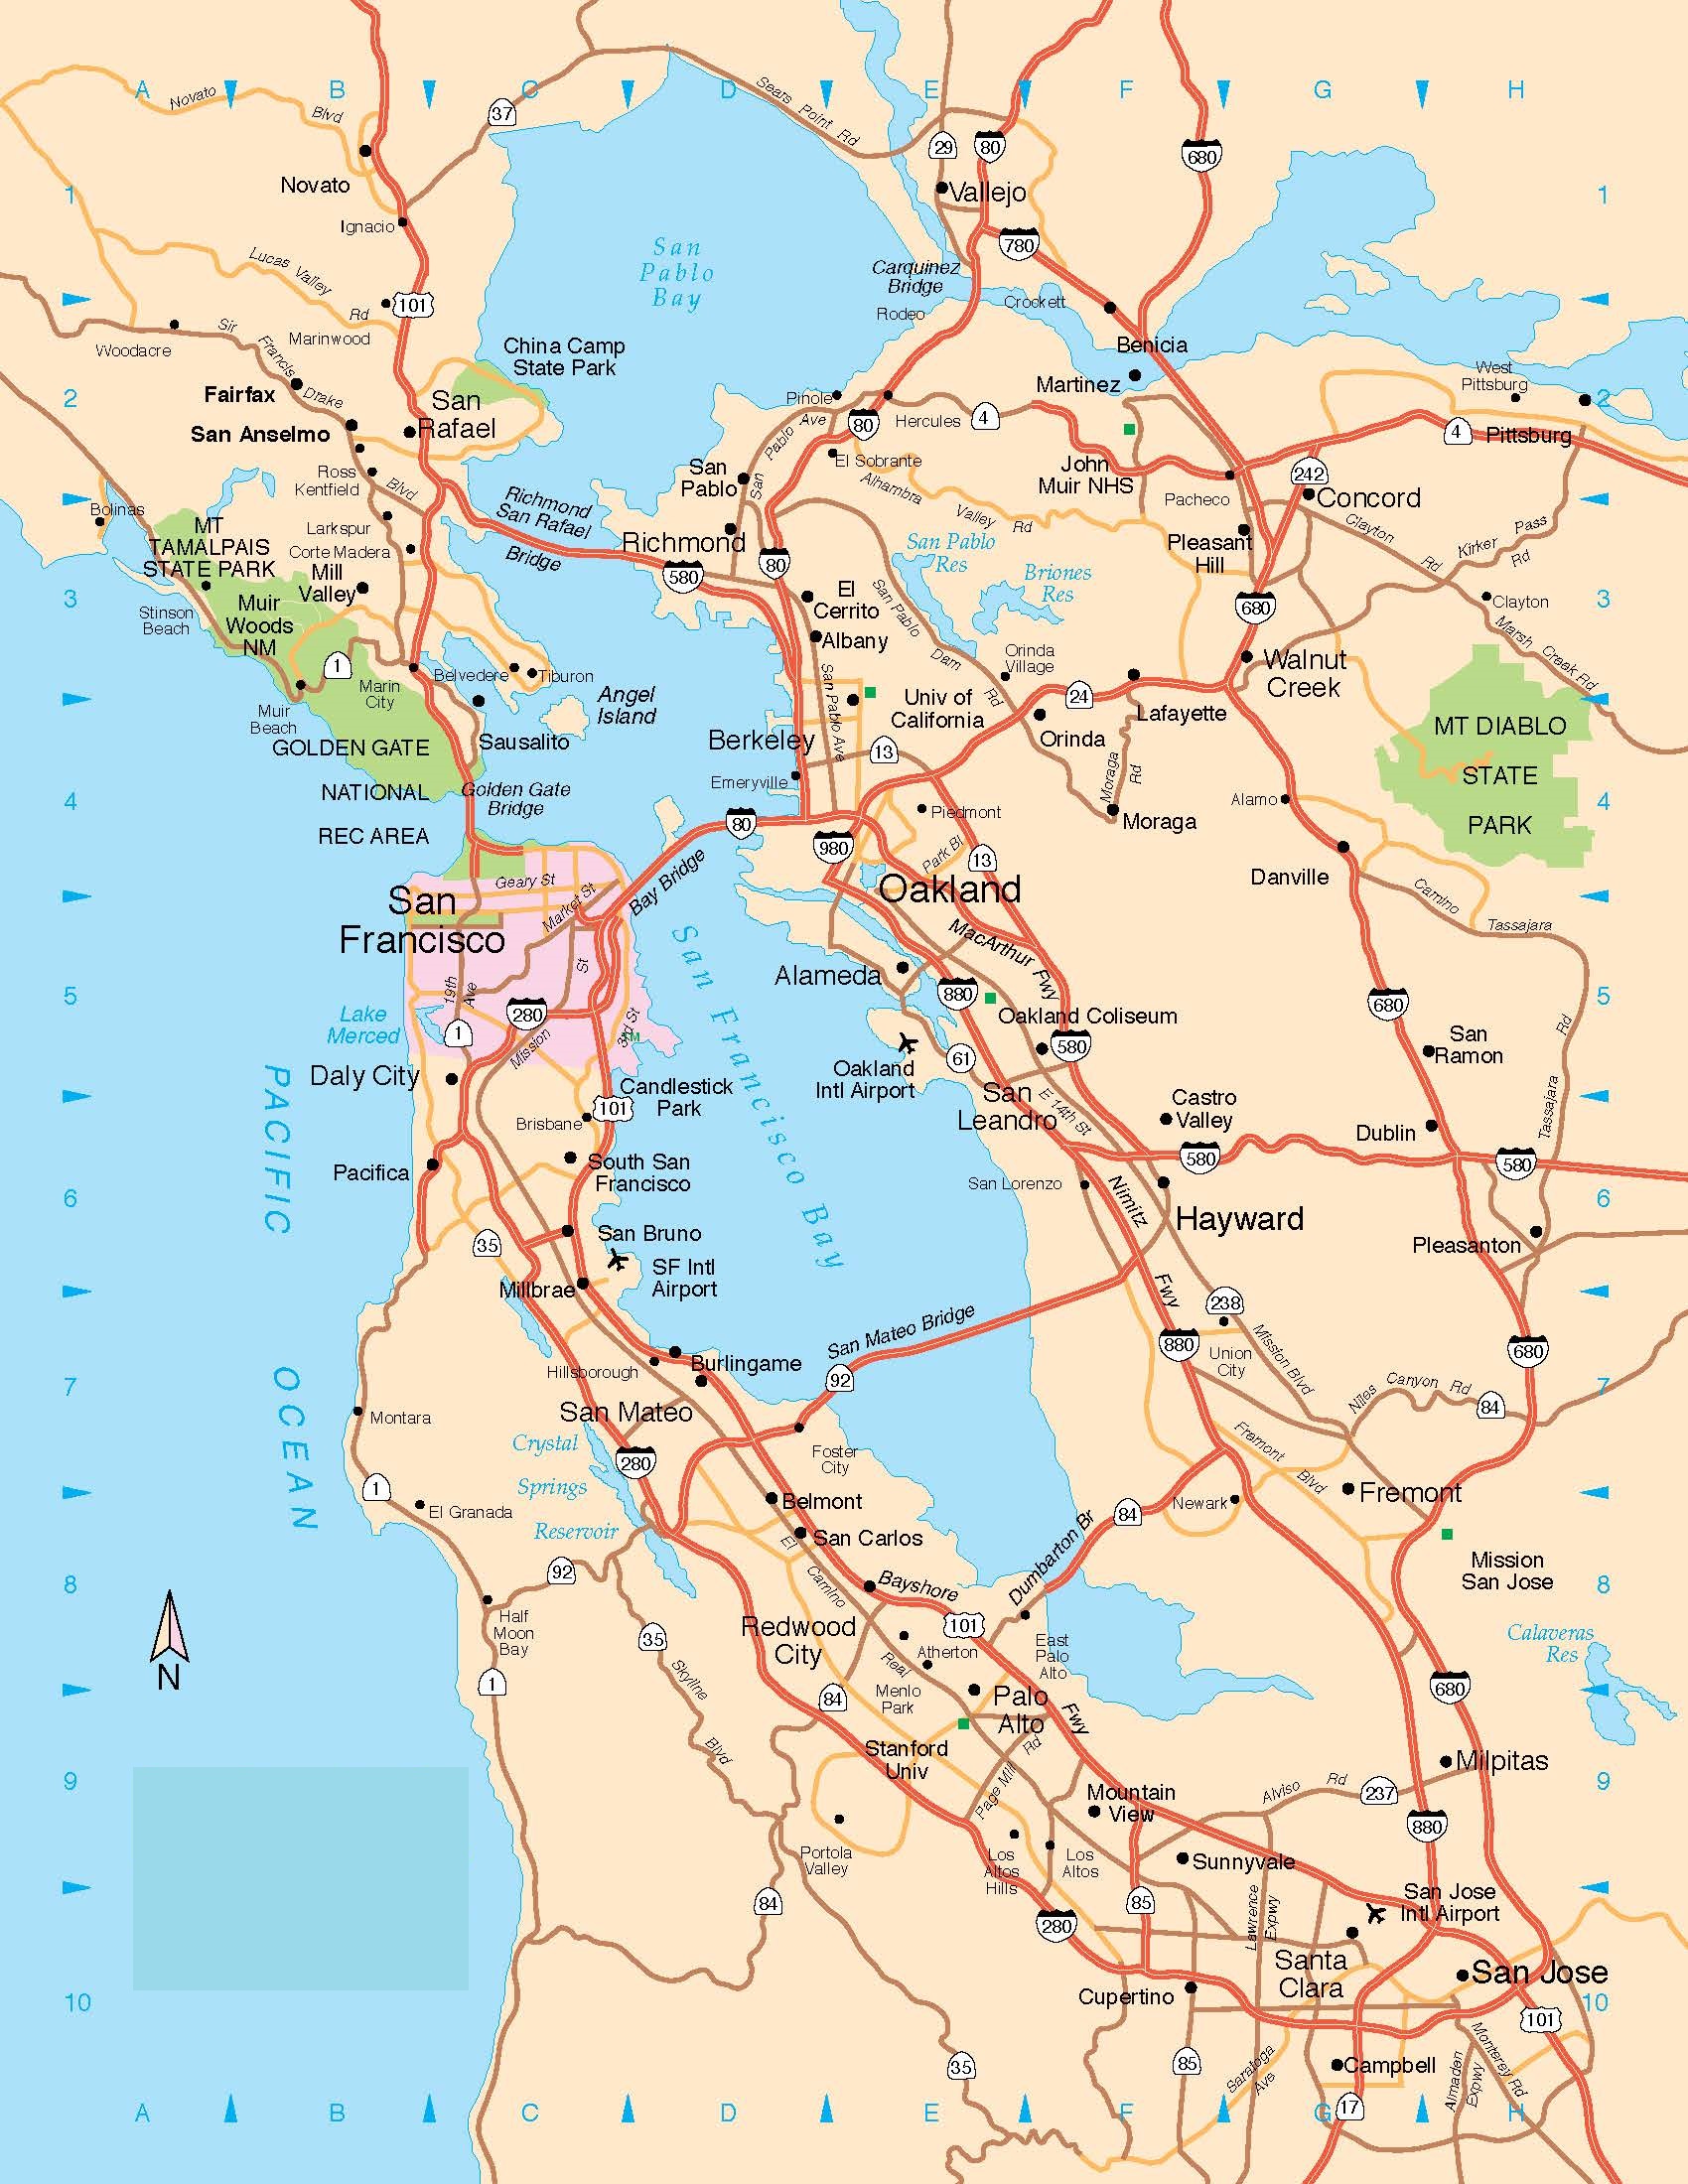 A
B
C
D
E
F
G
H
Novato
Blvd
37
Sears Point Rd
29
80
680
Novato
Vallejo
1
1
Ignacio
780
Lucas Valley
Rd
San
Pablo
Bay
Carquinez
Bridge
Crockett
101
Rodeo
Woodacre
Sir
Francis
Drake
Marinwood
China Camp
State Park
Benicia
Fairfax
San
Rafael
Martinez
West
Pittsburg
2
2
Pinole
Hercules
4
San Anselmo
San
Pablo
Ave
80
4
Pittsburg
Ross
Kentfield
Blvd
San
Pablo
El Sobrante
John
Muir NHS
242
Pacheco
Concord
Bolinas
Richmond
San Rafael
Bridge
Alhambra
Valley
Rd
Clayton
Rd
Kirker
Pass
Rd
MT
TAMALPAIS
STATE PARK
Larkspur
Corte Madera
Richmond
San Pablo
Res
Pleasant
Hill
Mill
Valley
580
80
Briones
Res
3
3
Stinson
Beach
Muir
Woods
NM
El
Cerrito
Albany
San Pablo
Dam
Rd
680
Clayton
Marsh
Creek Rd
1
Marin
City
Belvedere
Tiburon
Angel
Island
San Pablo Ave
Orinda
Village
Walnut
Creek
Muir
Beach
Univ of
California
24
Lafayette
GOLDEN GATE
NATIONAL
REC AREA
Sausalito
Berkeley
13
Orinda
MT DIABLO
STATE
PARK
Emeryville
Moraga
Rd
Golden Gate
Bridge
4
4
80
Piedmont
Alamo
Moraga
980
Park Bl
13
Bay Bridge
Geary St
Market St
Oakland
Danville
Camino
Tassajara
San
Francisco
MacArthur
Fwy
19th
Ave
St
Alameda
5
5
Lake
Merced
1
280
Mission
3rd St
880
680
Oakland Coliseum
580
San
Ramon
Rd
San Francisco Bay
PACIFIC
OCEAN
Daly City
Oakland
Intl Airport
61
Candlestick
Park
101
San
Leandro
E 14th St
Castro
Valley
Tassajara
Brisbane
Dublin
Pacifica
South San
Francisco
580
580
San Lorenzo
6
6
Nimitz
Fwy
Hayward
35
San Bruno
Pleasanton
SF Intl
Airport
Millbrae
238
San Mateo Bridge
Mission Blvd
880
Union
City
680
Hillsborough
Burlingame
7
7
92
Niles
Canyon
Rd
84
Montara
San Mateo
Crystal
Springs
Reservoir
Foster
City
Fremont
Blvd
280
1
El Granada
Belmont
Newark
Fremont
84
San Carlos
El
Camino
Real
Dumbarton Br
Mission
San Jose
92
Bayshore
Fwy
8
8
Half
Moon
Bay
Redwood
City
101
35
Skyline
Blvd
Atherton
East
Palo
Alto
Calaveras
Res
N
1
84
Menlo
Park
Palo
Alto
680
Stanford
Univ
Page Mill
Rd
Milpitas
9
9
Mountain
View
Alviso
Rd
237
880
Portola
Valley
Los
Altos
Hills
Los
Altos
Sunnyvale
84
280
85
Lawrence
Expwy
San Jose
Intl Airport
Santa
Clara
San Jose
10
10
Cupertino
101
35
85
Saratoga
Ave
Campbell
Almaden
Expwy
Monterey Rd
17
A
B
C
D
E
F
G
H